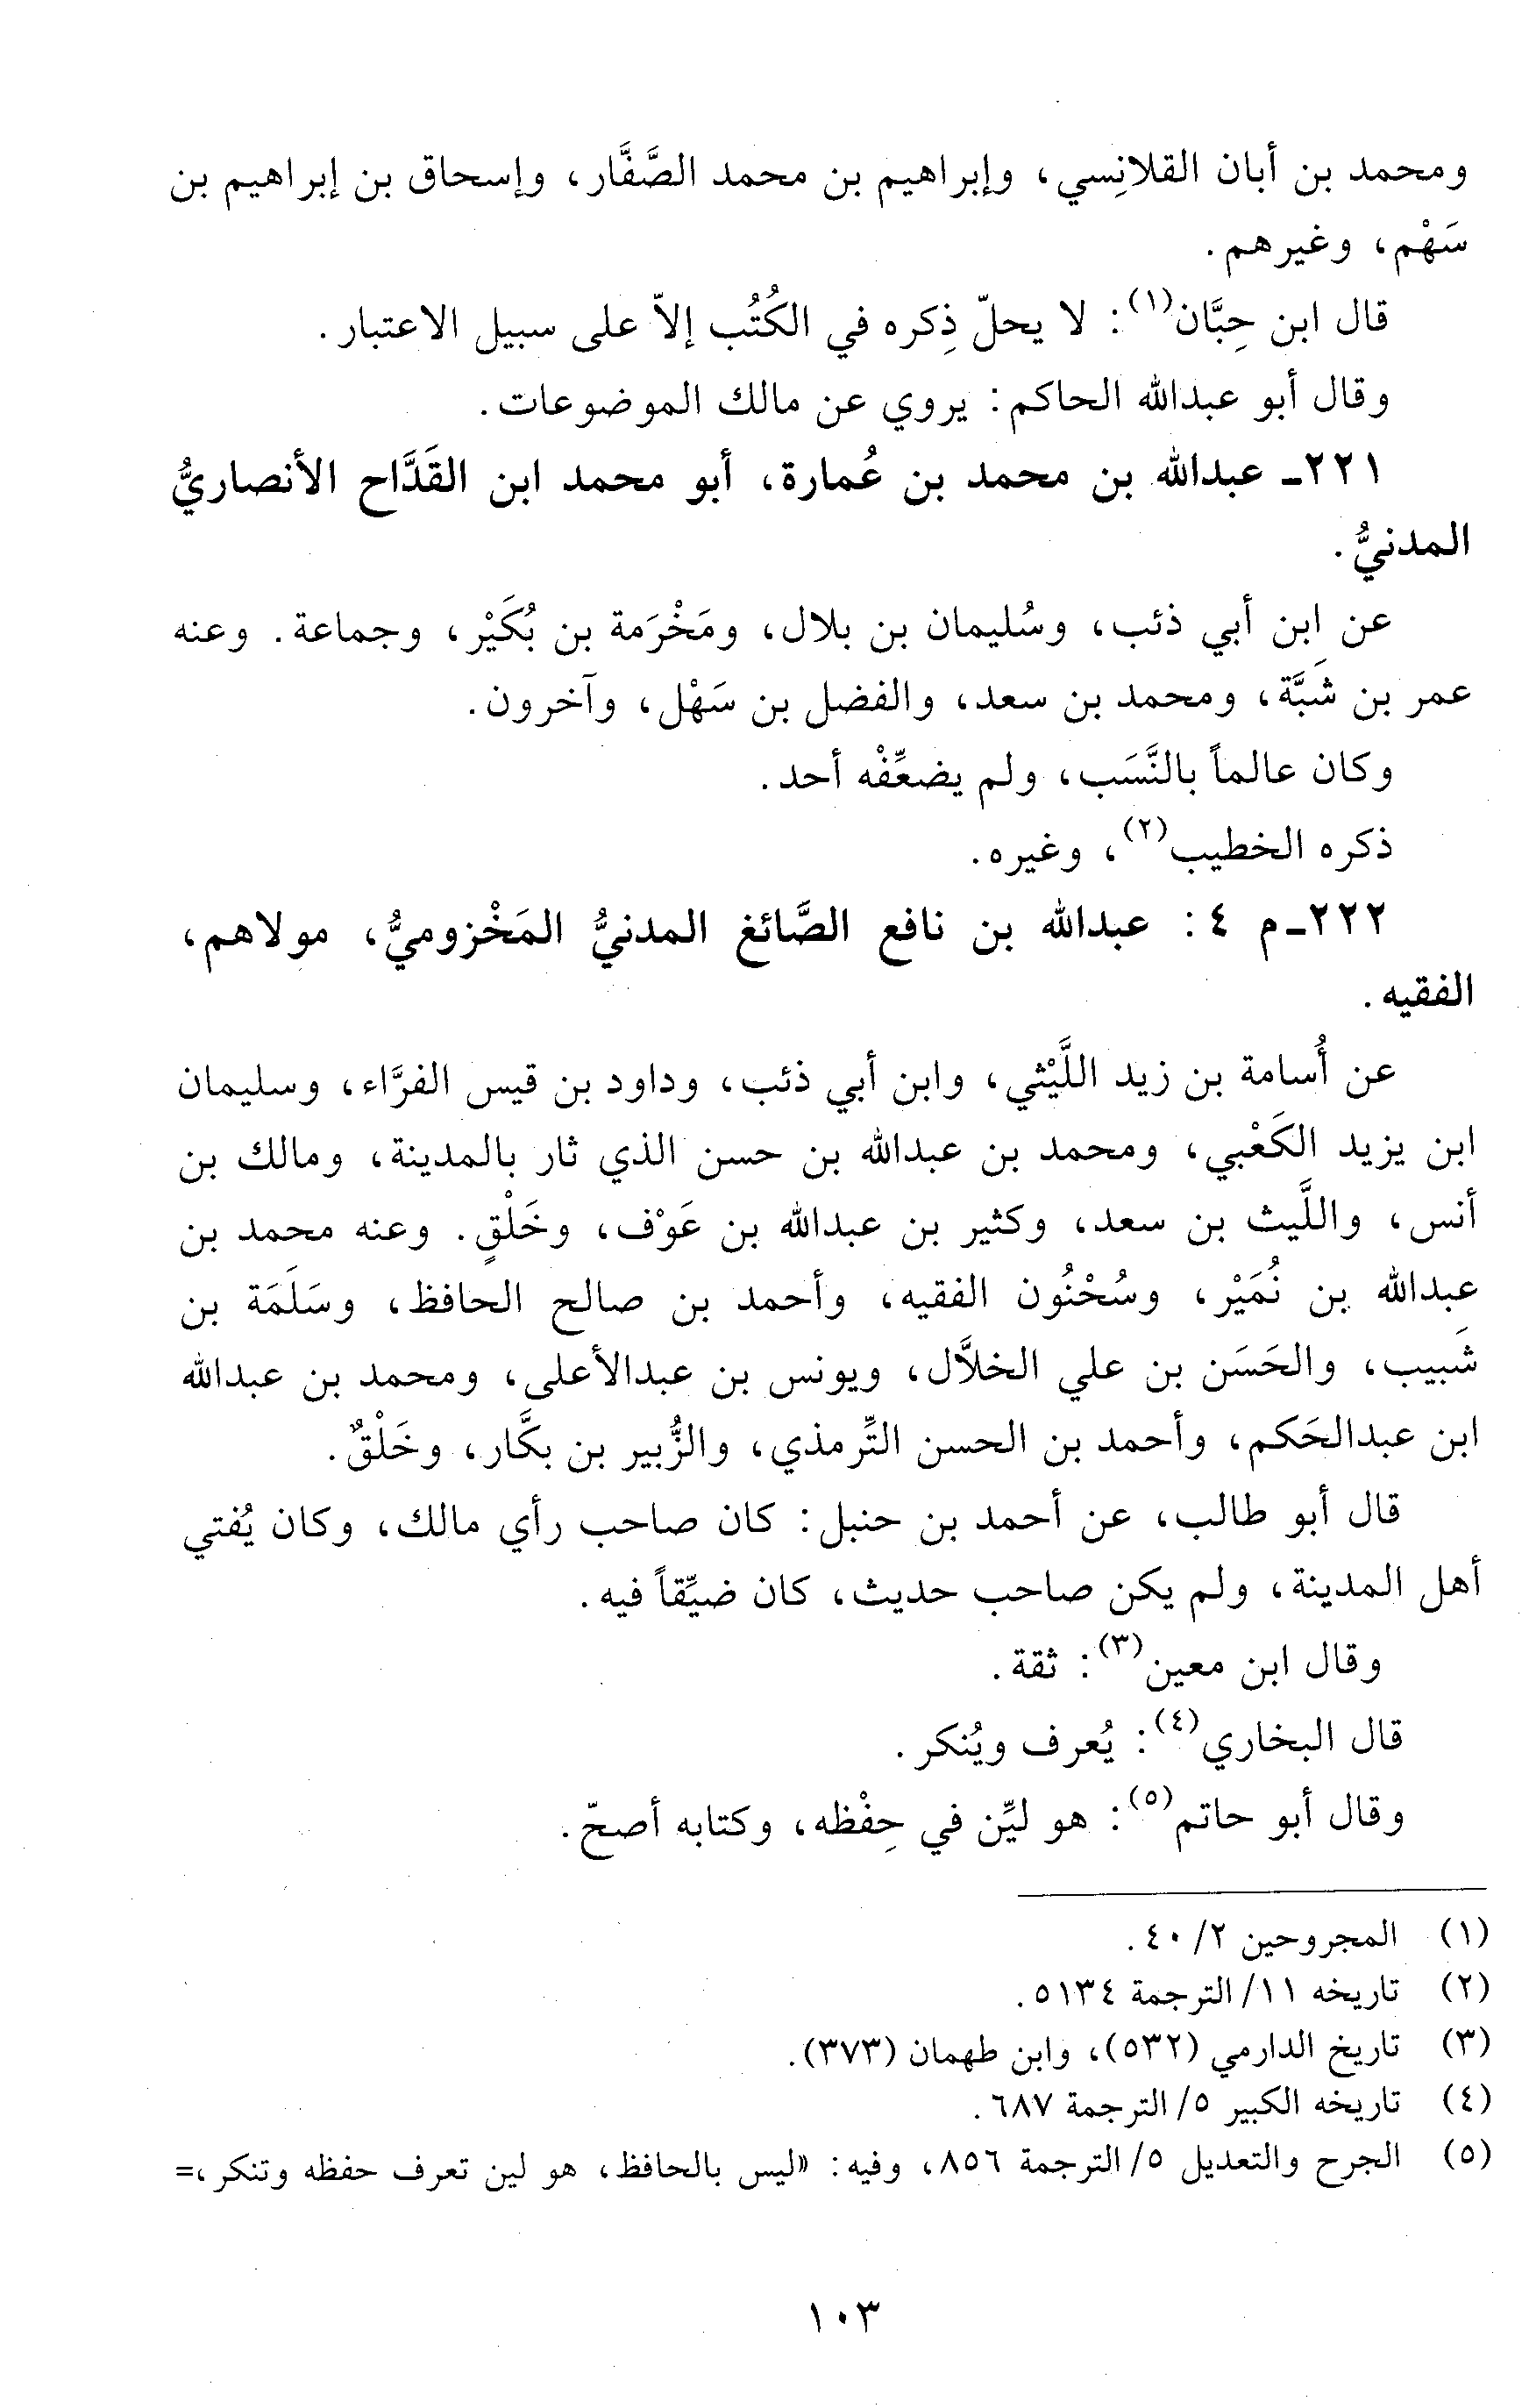 ومحمد بن أبان القلانِسي، وإبراهيم بن محمد الصَّفَّار، وإسحاق بن إبراهيم بن
سَهْم، وغيرهم.
قال ابن حِبَّان(١): لا يحلّ ذِكره في الكُتُب إلاّ على سبيل الاعتبار.
وقال أبو عبدالله الحاكم: يروي عن مالك الموضوعات.
٢٢١ـ عبدالله بن محمد بن عُمارة، أبو محمد ابن القَدَّاح الأنصاريُّ
المدنيُّ.
عن ابن أبي ذئب، وسُليمان بن بلال، ومَخْرَمة بن بُكَيْر، وجماعة. وعنه
عمر بن شَبَّة، ومحمد بن سعد، والفضل بن سَهْل، وآخرون.
وكان عالماً بالنَّسَب، ولم يضعِّفْه أحد.
ذكره الخطيب(٢)، وغيره.
٢٢٢ـ م ٤: عبدالله بن نافع الصَّائغ المدنيُّ المَخْزوميُّ، مولاهم،
الفقيه.
عن أُسامة بن زيد اللَّيْثي، وابن أبي ذئب، وداود بن قيس الفرَّاء، وسليمان
ابن يزيد الكَعْبي، ومحمد بن عبدالله بن حسن الذي ثار بالمدينة، ومالك بن
أنس، واللَّيث بن سعد، وكثير بن عبدالله بن عَوْف، وخَلْقٍ. وعنه محمد بن
عبدالله بن نُمَيْر، وسُحْنُون الفقيه، وأحمد بن صالح الحافظ، وسَلَمَة بن
شَبيب، والحَسَن بن علي الخلاَّل، ويونس بن عبدالأعلى، ومحمد بن عبدالله
ابن عبدالحَكم، وأحمد بن الحسن التِّرمذي، والزُّبير بن بكَّار، وخَلْقٌ.
قال أبو طالب، عن أحمد بن حنبل: كان صاحب رأي مالك، وكان يُفتي
أهل المدينة، ولم يكن صاحب حديث، كان ضيِّقاً فيه.
وقال ابن معين(٣): ثقة.
قال البخاري(٤): يُعرف ويُنكر.
وقال أبو حاتم(٥): هو ليِّن في حِفْظه، وكتابه أصحّ.
(١) المجروحين ٢/ ٤٠.
(٢) تاريخه ١١/ الترجمة ٥١٣٤.
(٣) تاريخ الدارمي (٥٣٢)، وابن طهمان (٣٧٣).
(٤) تاريخه الكبير ٥/ الترجمة ٦٨٧.
(٥) الجرح والتعديل ٥/ الترجمة ٨٥٦، وفيه: «ليس بالحافظ، هو لين تعرف حفظه وتنكر،=
١٠٣